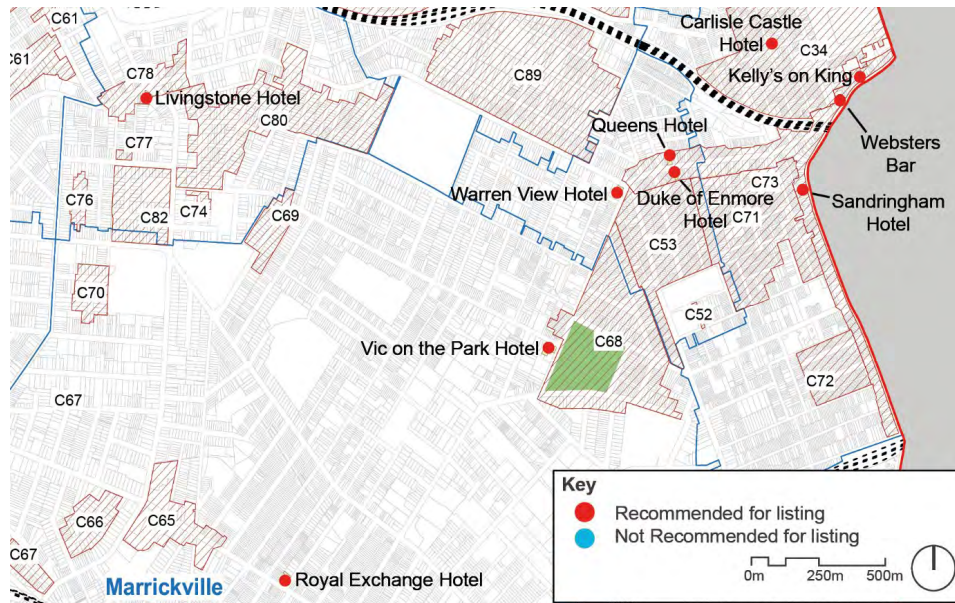 C61
Carlisle Castle
Hotel
C34
C61
C78
C89
Kelly's on King
Livingstone Hotel
C80
Queens Hotel
Websters
Bar
C77
Warren View Hotel
C73
C76
C82
C74
C69
Duke of Enmore
Hotel
C71
Sandringham
Hotel
C53
C70
C52
Vic on the Park Hotel
C68
C72
C67
Key
Recommended for listing
Not Recommended for listing
0m 250m 500m
C66
C65
C67
Marrickville
Royal Exchange Hotel